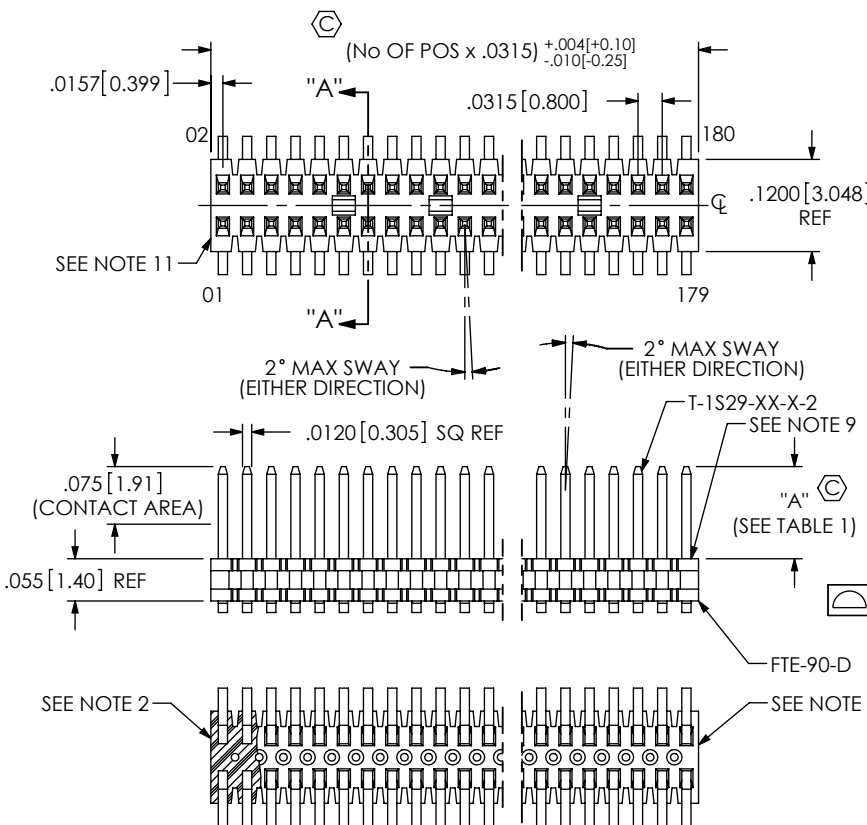 C
(No OF POS x .0315) +.004[+0.10]
-.010[-0.25]
.0157[0.399]
"A"
.0315[0.800]
02
180
C L
.1200[3.048]
REF
SEE NOTE 11
01
179
"A"
2° MAX SWAY
(EITHER DIRECTION)
2° MAX SWAY
(EITHER DIRECTION)
T-1S29-XX-X-2
.0120[0.305] SQ REF
SEE NOTE 9
.075[1.91]
(CONTACT AREA)
"A" C
(SEE TABLE 1)
.055[1.40] REF
FTE-90-D
SEE NOTE 2
SEE NOTE